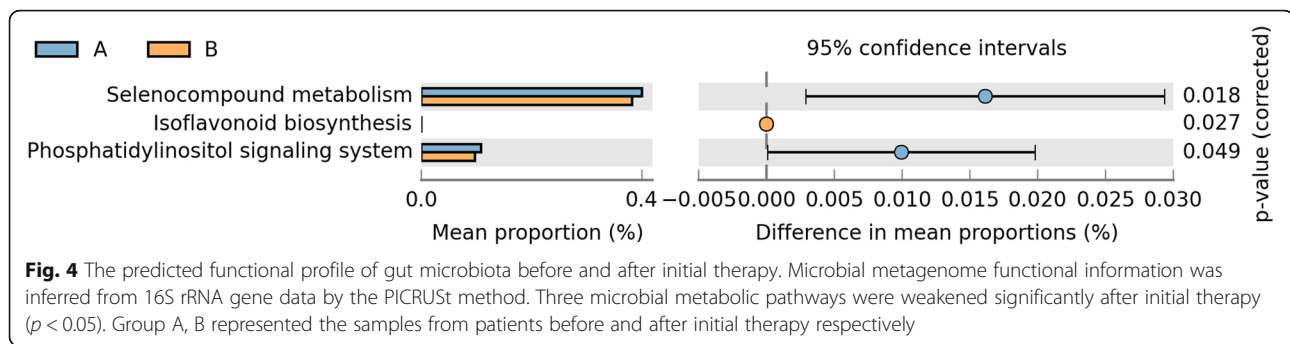 A B
95% confidence intervals
Selenocompound metabolism 0.018
Isoflavonoid biosynthesis 0.027
Phosphatidylinositol signaling system 0.049
p-value (corrected)
0.0 0.4 −0.005 0.000 0.005 0.010 0.015 0.020 0.025 0.030
Mean proportion (%) Difference in mean proportions (%)
Fig. 4 The predicted functional profile of gut microbiota before and after initial therapy. Microbial metagenome functional information was
inferred from 16S rRNA gene data by the PICRUSt method. Three microbial metabolic pathways were weakened significantly after initial therapy
(p < 0.05). Group A, B represented the samples from patients before and after initial therapy respectively